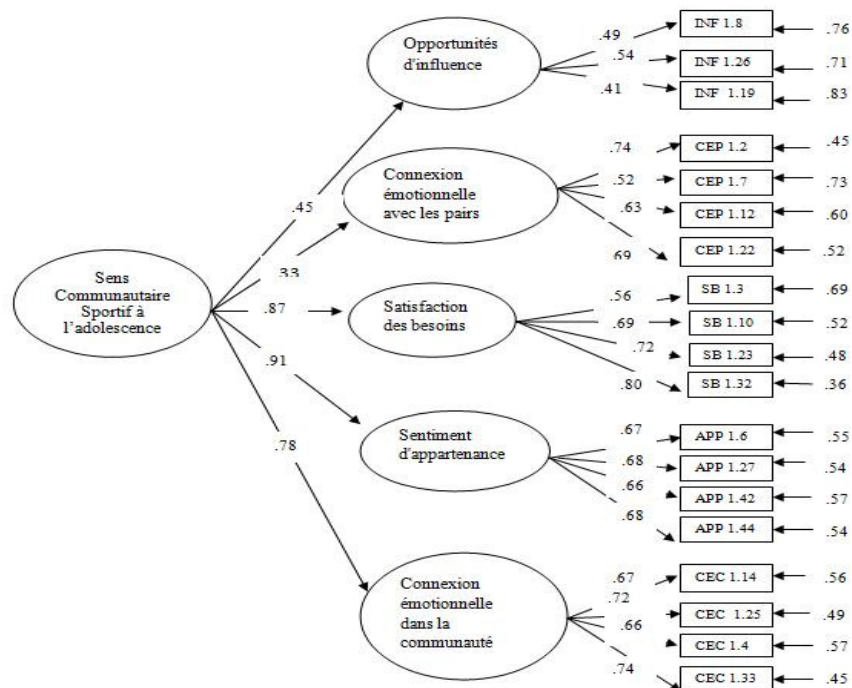 Opportunités
d'influence
.49
.54
.41
INF 1.8
INF 1.26
INF 1.19
.76
.71
.83
.45
Connexion
émotionnelle
avec les pairs
.74
.52
.63
.69
CEP 1.2
CEP 1.7
CEP 1.12
CEP 1.22
.45
.73
.60
.52
.33
Sens
Communautaire
Sportif à
l'adolescence
.87
Satisfaction
des besoins
.56
.69
.72
.80
SB 1.3
SB 1.10
SB 1.23
SB 1.32
.69
.52
.48
.36
.91
Sentiment
d'appartenance
.67
.68
.66
.68
APP 1.6
APP 1.27
APP 1.42
APP 1.44
.55
.54
.57
.54
.78
Connexion
émotionnelle
dans la
communauté
.67
.72
.66
.74
CEC 1.14
CEC 1.25
CEC 1.4
CEC 1.33
.56
.49
.57
.45